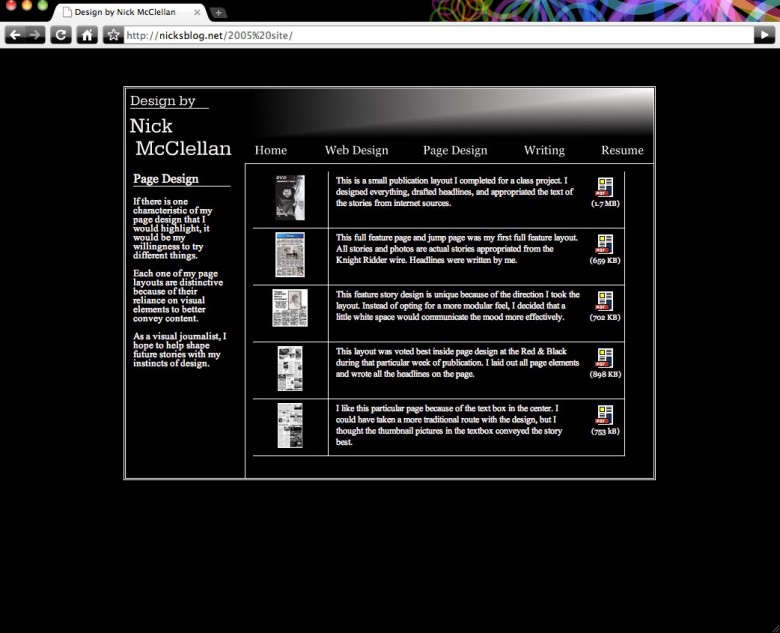 Design by Nick McClellan
http://nicksblog.net/2005%20site/
Design by
Nick
McClellan
Home Web Design Page Design Writing Resume
Page Design
If there is one
characteristic of my
page design that I
would highlight, it
would be my
willingness to try
different things.
Each one of my page
layouts are distinctive
because of their
reliance on visual
elements to better
convey content.
As a visual journalist, I
hope to help shape
future stories with my
instincts of design.
This is a small publication layout I completed for a class project. I
designed everything, drafted headlines, and appropriated the text of
the stories from internet sources.
PDF
(1.7 MB)
This full feature page and jump page was my first full feature layout.
All stories and photos are actual stories appropriated from the
Knight Ridder wire. Headlines were written by me.
PDF
(659 KB)
This feature story design is unique because of the direction I took the
layout. Instead of opting for a more modular feel, I decided that a
little white space would communicate the mood more effectively.
PDF
(702 KB)
This layout was voted best inside page design at the Red & Black
during that particular week of publication. I laid out all page elements
and wrote all the headlines on the page.
PDF
(898 KB)
I like this particular page because of the text box in the center. I
could have taken a more traditional route with the design, but I
thought the thumbnail pictures in the textbox conveyed the story
best.
PDF
(753 kB)